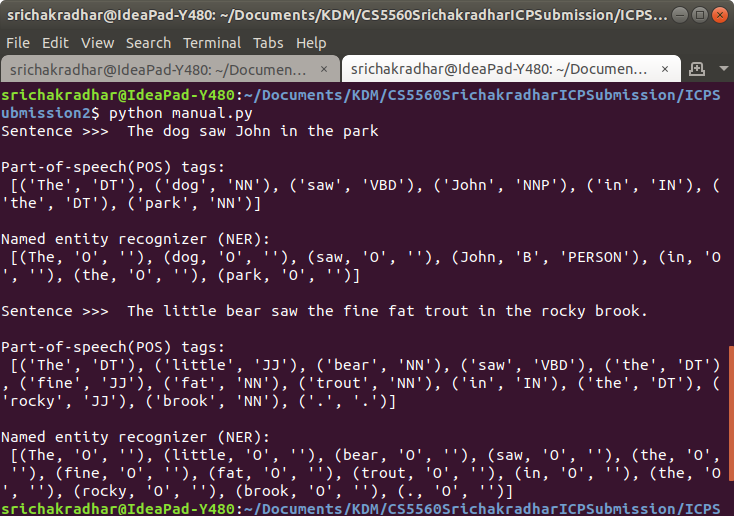 srichakradhar@IdeaPad-Y480: ~/Documents/KDM/CS5560SrichakradharICPSubmission/ICPS...
File Edit View Search Terminal Tabs Help
srichakradhar@IdeaPad-Y480: ~/Documen... × srichakradhar@IdeaPad-Y480: ~/Documen... ×
srichakradhar@IdeaPad-Y480:~/Documents/KDM/CS5560SrichakradharICPSubmission/ICPS
ubmission2$ python manual.py
Sentence >>>  The dog saw John in the park
Part-of-speech(POS) tags:
 [('The', 'DT'), ('dog', 'NN'), ('saw', 'VBD'), ('John', 'NNP'), ('in', 'IN'), (
'the', 'DT'), ('park', 'NN')]
Named entity recognizer (NER):
 [(The, 'O', ''), (dog, 'O', ''), (saw, 'O', ''), (John, 'B', 'PERSON'), (in, 'O
', ''), (the, 'O', ''), (park, 'O', '')]
Sentence >>>  The little bear saw the fine fat trout in the rocky brook.
Part-of-speech(POS) tags:
 [('The', 'DT'), ('little', 'JJ'), ('bear', 'NN'), ('saw', 'VBD'), ('the', 'DT')
, ('fine', 'JJ'), ('fat', 'NN'), ('trout', 'NN'), ('in', 'IN'), ('the', 'DT'), (
'rocky', 'JJ'), ('brook', 'NN'), ('.', '.')]
Named entity recognizer (NER):
 [(The, 'O', ''), (little, 'O', ''), (bear, 'O', ''), (saw, 'O', ''), (the, 'O',
 ''), (fine, 'O', ''), (fat, 'O', ''), (trout, 'O', ''), (in, 'O', ''), (the, 'O
', ''), (rocky, 'O', ''), (brook, 'O', ''), (., 'O', '')]
srichakradhar@IdeaPad-Y480:~/Documents/KDM/CS5560SrichakradharICPSubmission/ICPS